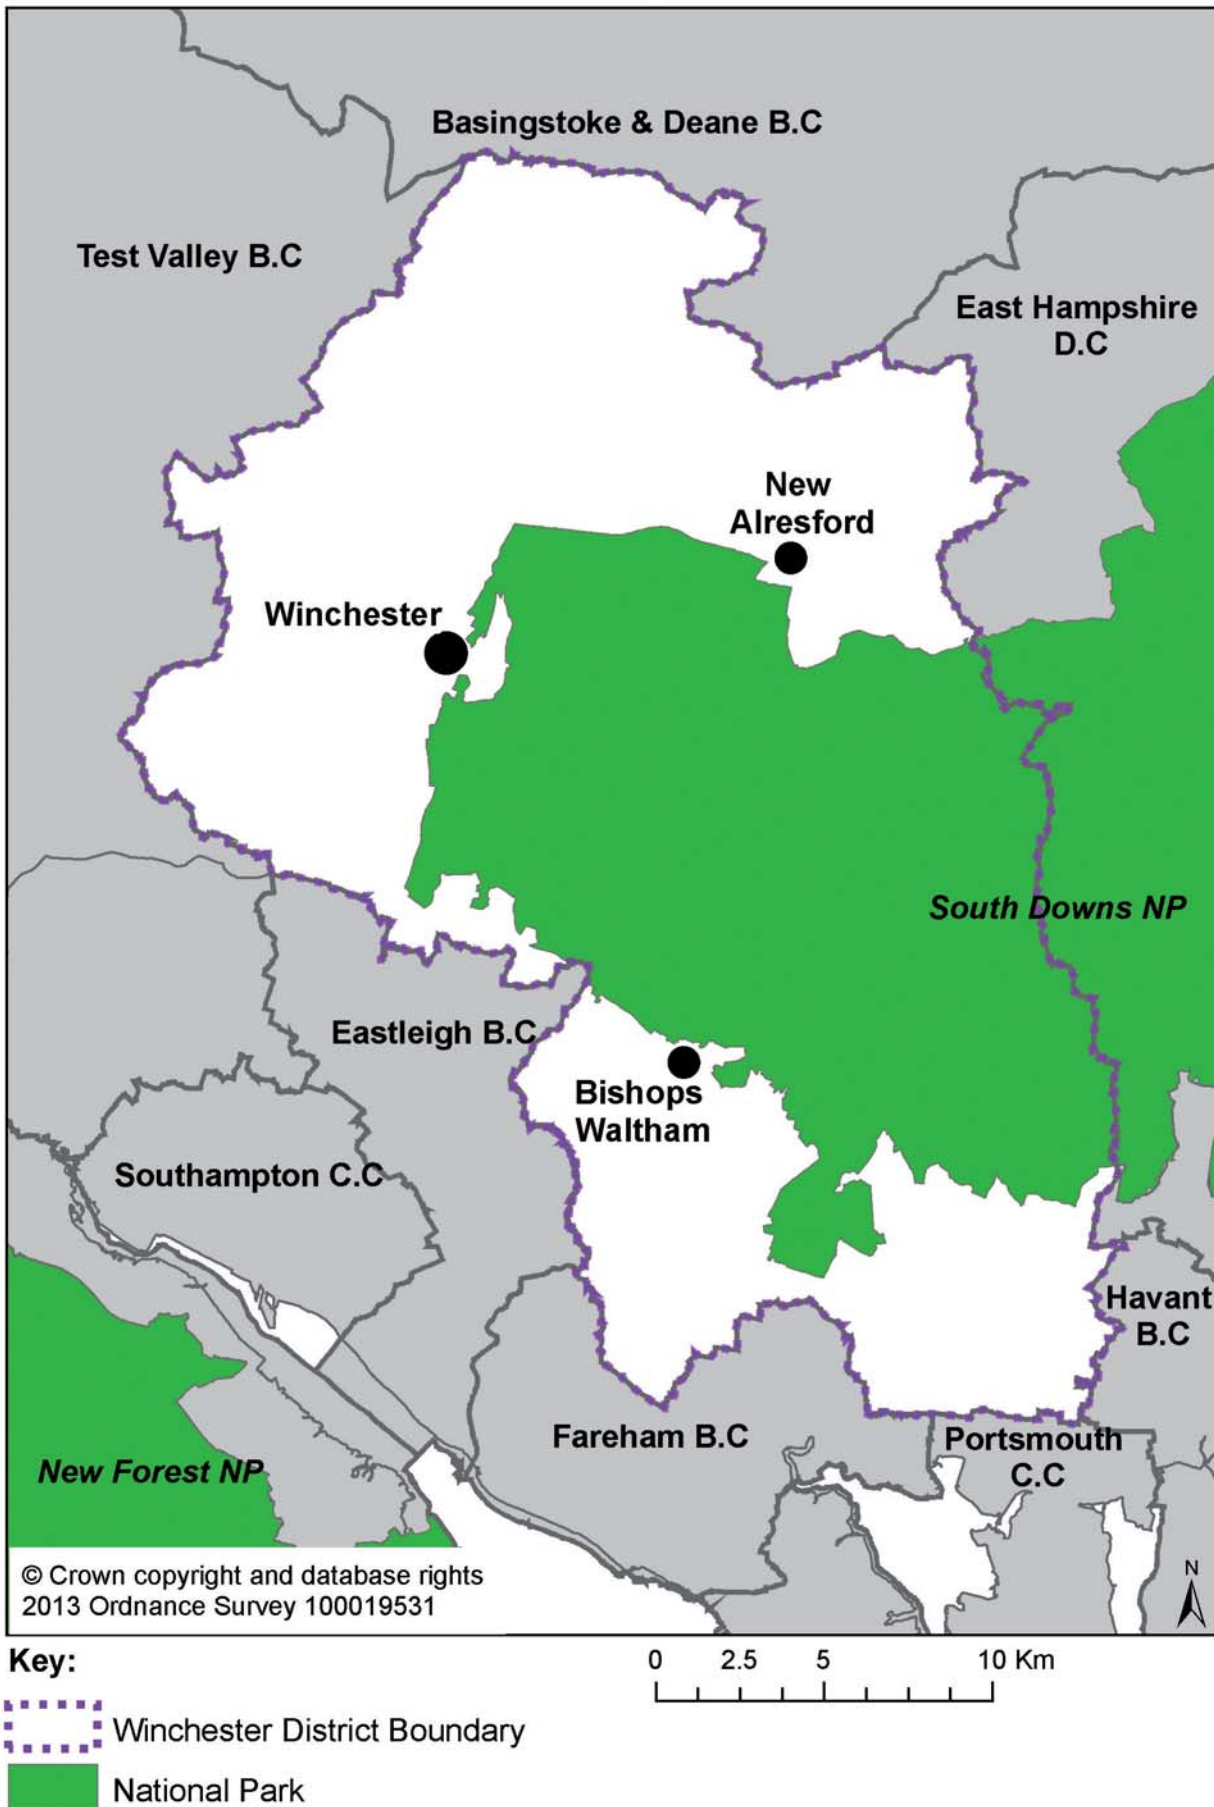 Basingstoke & Deane B.C
Test Valley B.C
East Hampshire
D.C
New
Alresford
Winchester
South Downs NP
Eastleigh B.C
Bishops
Waltham
Southampton C.C
Havant
B.C
Fareham B.C
Portsmouth
C.C
New Forest NP
© Crown copyright and database rights
2013 Ordnance Survey 100019531
N
Key:
0 2.5 5 10 Km
Winchester District Boundary
National Park